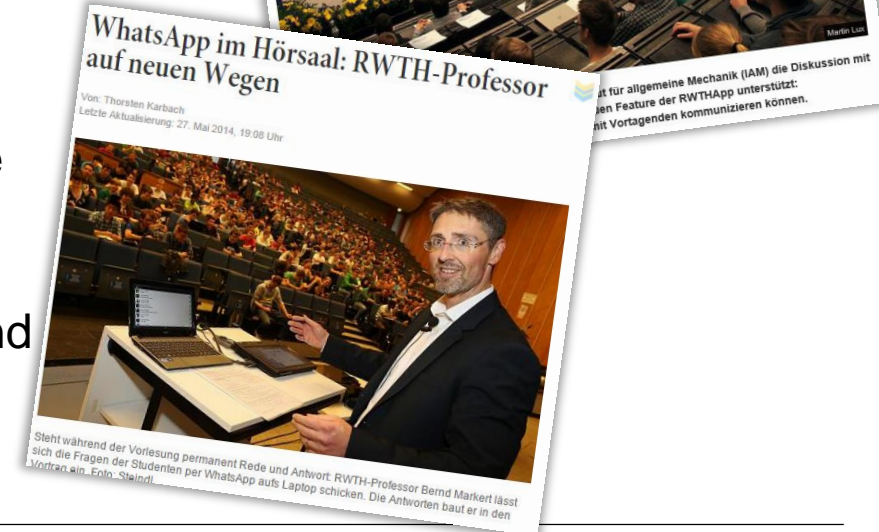 Martin Lux
ut für allgemeine Mechanik (IAM) die Diskussion mit
en Feature der RWTHApp unterstützt:
nit Vortagenden kommunizieren können.
WhatsApp im Hörsaal: RWTH-Professor
auf neuen Wegen
Von: Thorsten Karbach
Letzte Aktualisierung: 27. Mai 2014, 19:08 Uhr
e
nd
Steht während der Vorlesung permanent Rede und Antwort: RWTH-Professor Bernd Markert lässt
sich die Fragen der Studenten per WhatsApp aufs Laptop schicken. Die Antworten baut er in den
Vortrag ein. Foto: Steindl